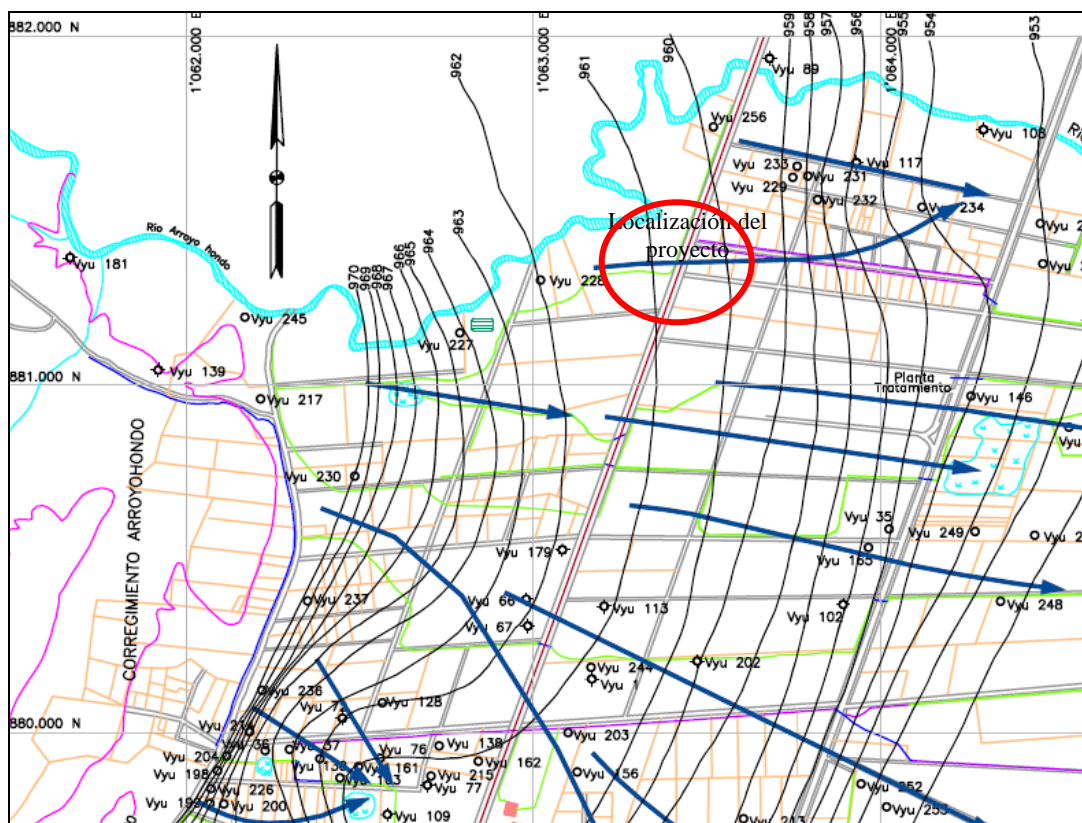 882.000 N
1'062.000 E
1'063.000 E
1'064.000 E
962
961
960
959
958
957
956
955
954
953
Vyu 89
Vyu 256
Vyu 108
Vyu 117
Vyu 233
Vyu 231
Vyu 229
Vyu 232
Vyu 234
Localización del
proyecto
Río Arroyo hondo
963
964
965
966
967
968
969
970
Vyu 181
Vyu 228
Vyu 245
Vyu 227
Vyu 139
881.000 N
Vyu 217
Planta
Tratamiento
Vyu 146
CORREGIMIENTO ARROYOHONDO
Vyu 230
Vyu 35
Vyu 249
Vyu 179
Vyu 165
Vyu 237
Vyu 66
Vyu 113
Vyu 102
Vyu 248
Vyu 67
Vyu 244
Vyu 202
Vyu 1
Vyu 236
Vyu 128
880.000 N
Vyu 203
Vyu 76
Vyu 138
Vyu 204
Vyu 161
Vyu 162
Vyu 198
Vyu 215
Vyu 156
Vyu 226
Vyu 77
Vyu 252
Vyu 199
Vyu 200
Vyu 109
Vyu 253
Vyu 213